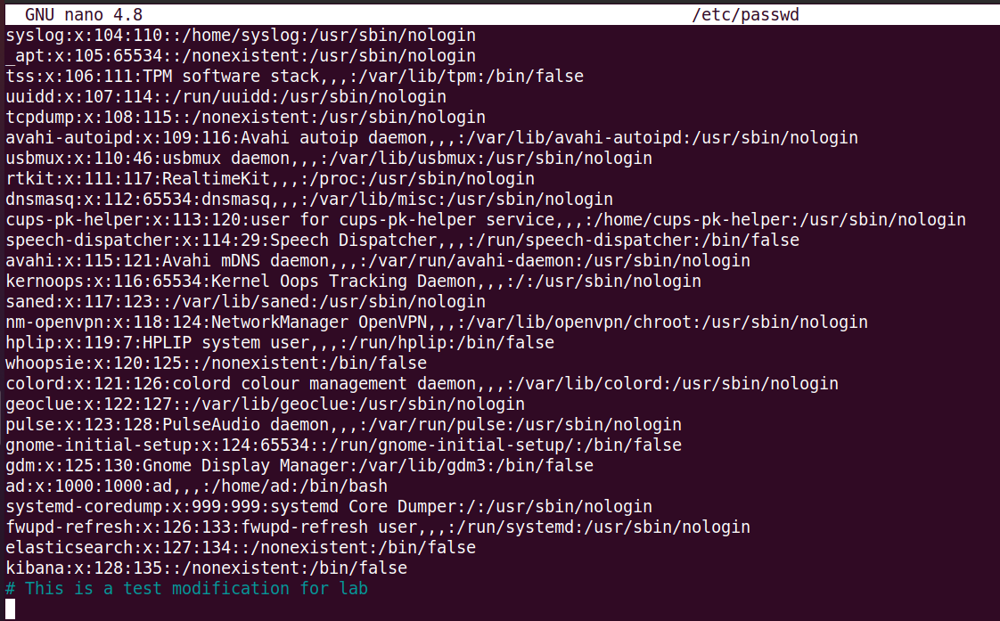 GNU nano 4.8 /etc/passwd
syslog:x:104:110::/home/syslog:/usr/sbin/nologin
_apt:x:105:65534::/nonexistent:/usr/sbin/nologin
tss:x:106:111:TPM software stack,,,:/var/lib/tpm:/bin/false
uuidd:x:107:114::/run/uuidd:/usr/sbin/nologin
tcpdump:x:108:115::/nonexistent:/usr/sbin/nologin
avahi-autoipd:x:109:116:Avahi autoip daemon,,,:/var/lib/avahi-autoipd:/usr/sbin/nologin
usbmux:x:110:46:usbmux daemon,,,:/var/lib/usbmux:/usr/sbin/nologin
rtkit:x:111:117:RealtimeKit,,,:/proc:/usr/sbin/nologin
dnsmasq:x:112:65534:dnsmasq,,,:/var/lib/misc:/usr/sbin/nologin
cups-pk-helper:x:113:120:user for cups-pk-helper service,,,:/home/cups-pk-helper:/usr/sbin/nologin
speech-dispatcher:x:114:29:Speech Dispatcher,,,:/run/speech-dispatcher:/bin/false
avahi:x:115:121:Avahi mDNS daemon,,,:/var/run/avahi-daemon:/usr/sbin/nologin
kernoops:x:116:65534:Kernel Oops Tracking Daemon,,,:/:/usr/sbin/nologin
saned:x:117:123::/var/lib/saned:/usr/sbin/nologin
nm-openvpn:x:118:124:NetworkManager OpenVPN,,,:/var/lib/openvpn/chroot:/usr/sbin/nologin
hplip:x:119:7:HPLIP system user,,,:/run/hplip:/bin/false
whoopsie:x:120:125::/nonexistent:/bin/false
colord:x:121:126:colord colour management daemon,,,:/var/lib/colord:/usr/sbin/nologin
geoclue:x:122:127::/var/lib/geoclue:/usr/sbin/nologin
pulse:x:123:128:PulseAudio daemon,,,:/var/run/pulse:/usr/sbin/nologin
gnome-initial-setup:x:124:65534::/run/gnome-initial-setup/:/bin/false
gdm:x:125:130:Gnome Display Manager:/var/lib/gdm3:/bin/false
ad:x:1000:1000:ad,,,:/home/ad:/bin/bash
systemd-coredump:x:999:999:systemd Core Dumper:/:/usr/sbin/nologin
fwupd-refresh:x:126:133:fwupd-refresh user,,,:/run/systemd:/usr/sbin/nologin
elasticsearch:x:127:134::/nonexistent:/bin/false
kibana:x:128:135::/nonexistent:/bin/false
# This is a test modification for lab